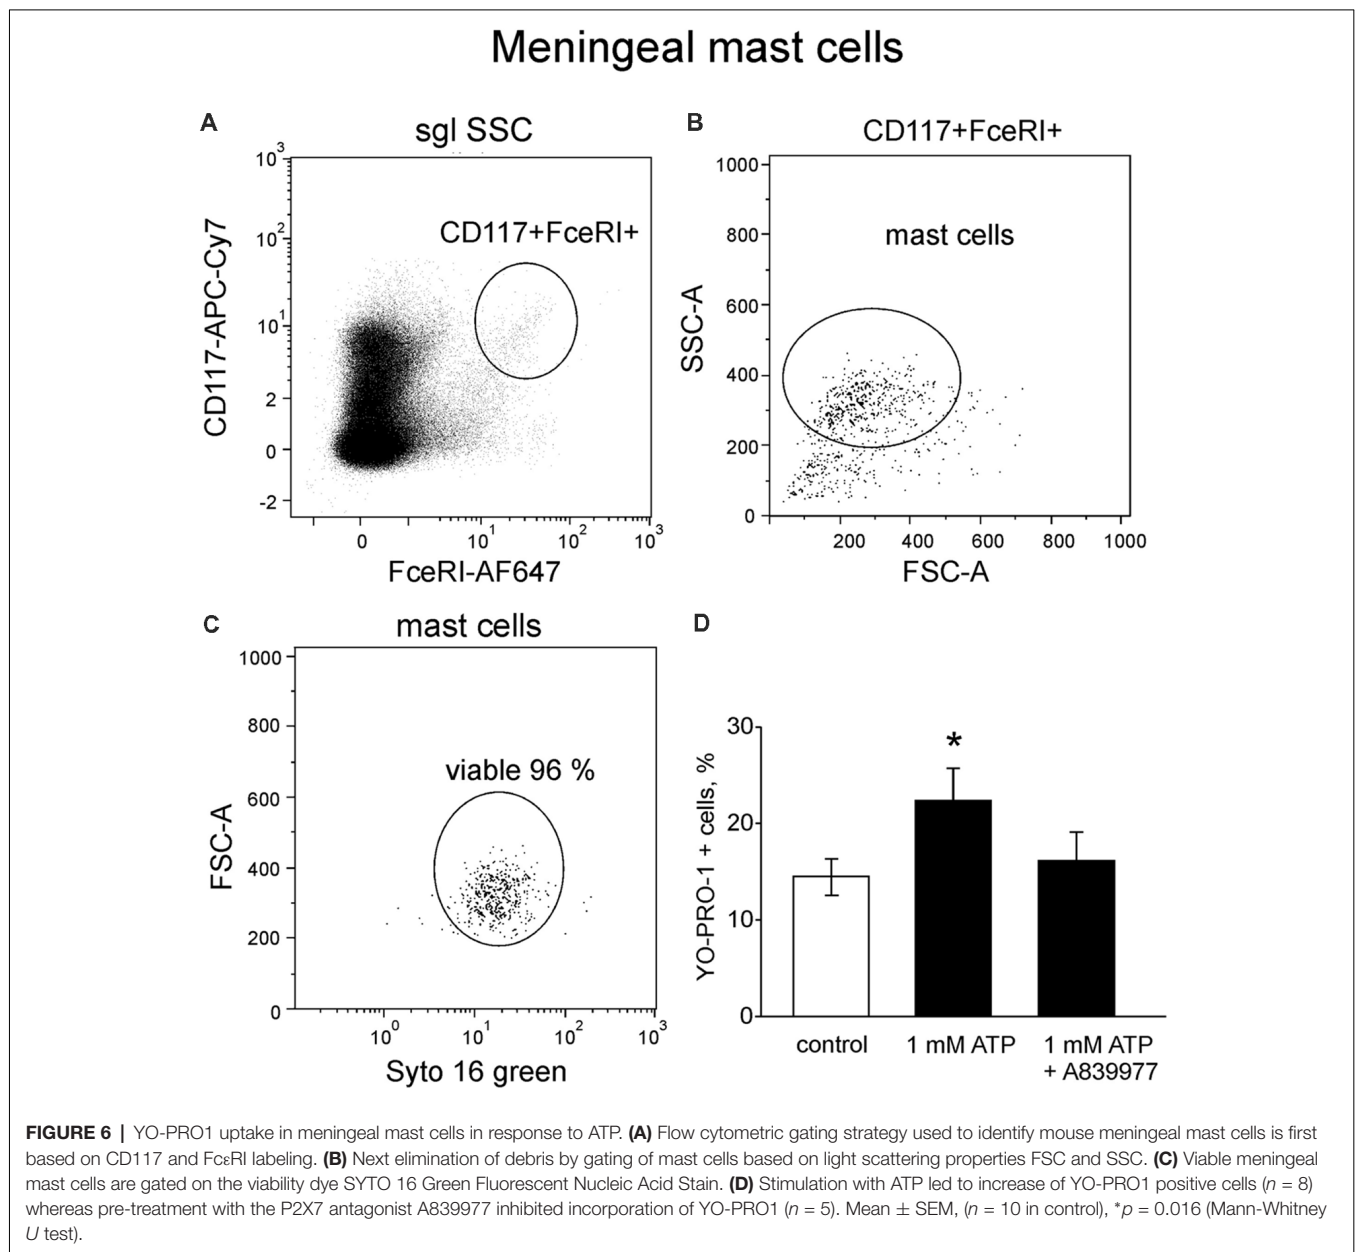 Meningeal mast cells
A
sgl SSC
10³
10²
10¹
2
0
-2
CD117-APC-Cy7
CD117+FceRI+
0
10¹
10²
10³
FceRI-AF647
B
CD117+FceRI+
1000
800
600
400
200
0
SSC-A
mast cells
200
400
600
800
1000
FSC-A
C
mast cells
1000
800
600
400
200
0
FSC-A
viable 96 %
10⁰
10¹
10²
10³
Syto 16 green
D
30
20
10
0
YO-PRO-1 + cells, %
*
control
1 mM ATP
1 mM ATP
+ A839977
FIGURE 6 | YO-PRO1 uptake in meningeal mast cells in response to ATP. (A) Flow cytometric gating strategy used to identify mouse meningeal mast cells is first
based on CD117 and FcεRI labeling. (B) Next elimination of debris by gating of mast cells based on light scattering properties FSC and SSC. (C) Viable meningeal
mast cells are gated on the viability dye SYTO 16 Green Fluorescent Nucleic Acid Stain. (D) Stimulation with ATP led to increase of YO-PRO1 positive cells (n = 8)
whereas pre-treatment with the P2X7 antagonist A839977 inhibited incorporation of YO-PRO1 (n = 5). Mean ± SEM, (n = 10 in control), *p = 0.016 (Mann-Whitney
U test).